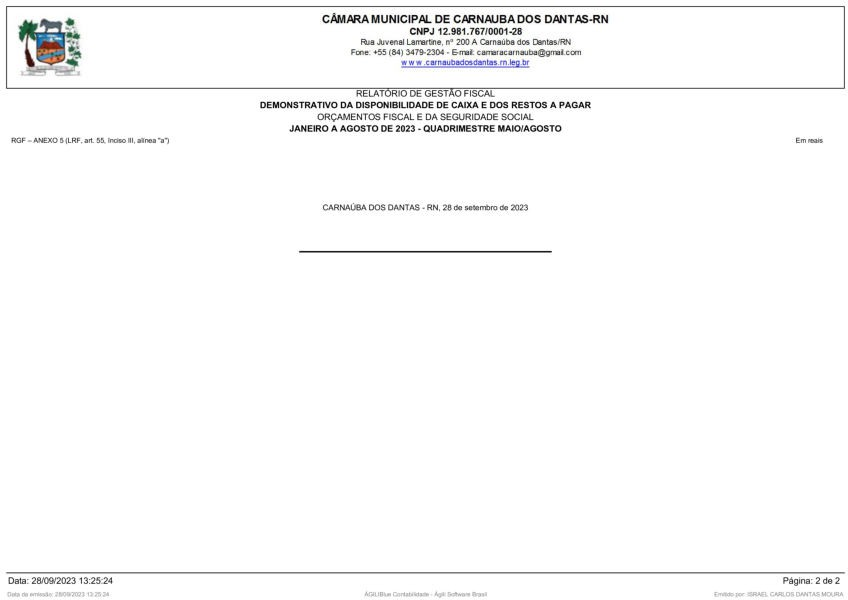 CÂMARA MUNICIPAL DE CARNAUBA DOS DANTAS-RN
CNPJ 12.981.767/0001-28
Rua Juvenal Lamartine, nº 200 A Carnaúba dos Dantas/RN
Fone: +55 (84) 3479-2304 - E-mail: camaracarnauba@gmail.com
www.carnaubadosdantas.rn.leg.br
RELATÓRIO DE GESTÃO FISCAL
DEMONSTRATIVO DA DISPONIBILIDADE DE CAIXA E DOS RESTOS A PAGAR
ORÇAMENTOS FISCAL E DA SEGURIDADE SOCIAL
JANEIRO A AGOSTO DE 2023 - QUADRIMESTRE MAIO/AGOSTO
RGF – ANEXO 5 (LRF, art. 55, Inciso III, alínea "a") Em reais
CARNAÚBA DOS DANTAS - RN, 28 de setembro de 2023
Data: 28/09/2023 13:25:24 Página: 2 de 2
Data da emissão: 28/09/2023 13:25:24 ÁGILIBlue Contabilidade - Ágili Software Brasil Emitido por: ISRAEL CARLOS DANTAS MOURA